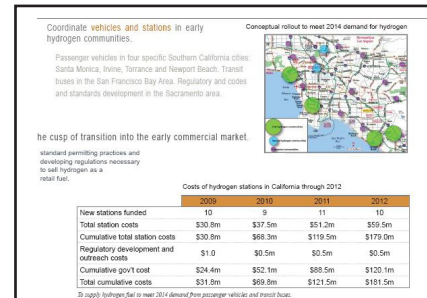 Coordinate vehicles and stations in early
hydrogen communities.
Passenger vehicles in four specific Southern California cities:
Santa Monica, Irvine, Torrance and Newport Beach. Transit
buses in the San Francisco Bay Area. Regulatory and codes
and standards development in the Sacramento area.
Conceptual rollout to meet 2014 demand for hydrogen
he cusp of transition into the early commercial market.
standard permitting practices and
developing regulations necessary
to sell hydrogen as a
retail fuel.
Costs of hydrogen stations in California through 2012
2009 2010 2011 2012
New stations funded 10 9 11 10
Total station costs $30.8m $37.5m $51.2m $59.5m
Cumulative total station costs $30.8m $68.3m $119.5m $179.0m
Regulatory development and
outreach costs $1.0 $0.5m $0.5m $0.5m
Cumulative gov't cost $24.4m $52.1m $88.5m $120.1m
Total cumulative cost $31.8m $69.8m $121.5m $181.5m
To supply hydrogen fuel to meet 2014 demand from passenger vehicles and transit buses.